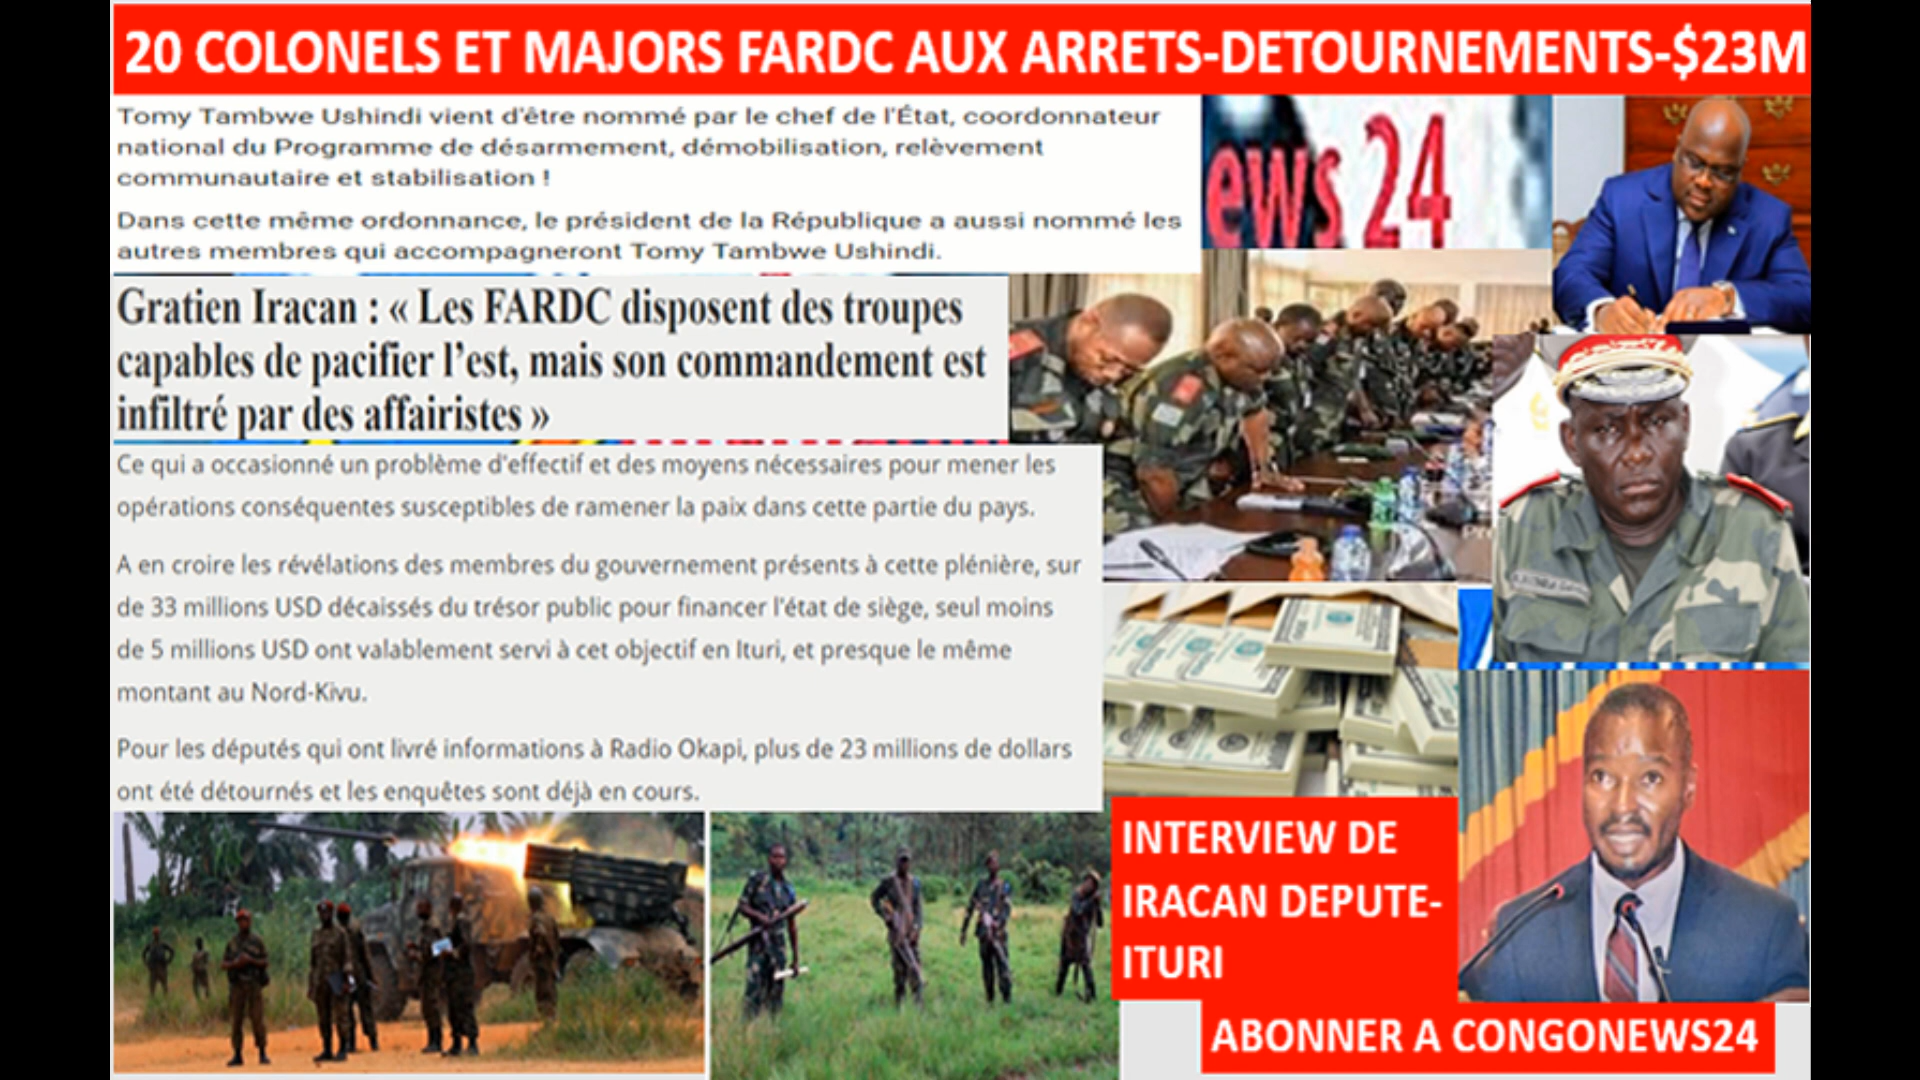 20 COLONELS ET MAJORS FARDC AUX ARRETS-DETOURNEMENTS-$23M
Tomy Tambwe Ushindi vient d'être nommé par le chef de l'État, coordonnateur
national du Programme de désarmement, démobilisation, relèvement
communautaire et stabilisation !
Dans cette même ordonnance, le président de la République a aussi nommé les
autres membres qui accompagneront Tomy Tambwe Ushindi.
ews 24
Gratien Iracan : « Les FARDC disposent des troupes
capables de pacifier l'est, mais son commandement est
infiltré par des affairistes »
Ce qui a occasionné un problème d'effectif et des moyens nécessaires pour mener les
opérations conséquentes susceptibles de ramener la paix dans cette partie du pays.
A en croire les révélations des membres du gouvernement présents à cette plénière, sur
de 33 millions USD décaissés du trésor public pour financer l'état de siège, seul moins
de 5 millions USD ont valablement servi à cet objectif en Ituri, et presque le même
montant au Nord-Kivu.
Pour les députés qui ont livré informations à Radio Okapi, plus de 23 millions de dollars
ont été détournés et les enquêtes sont déjà en cours.
INTERVIEW DE
IRACAN DEPUTE-
ITURI
ABONNER A CONGONEWS24